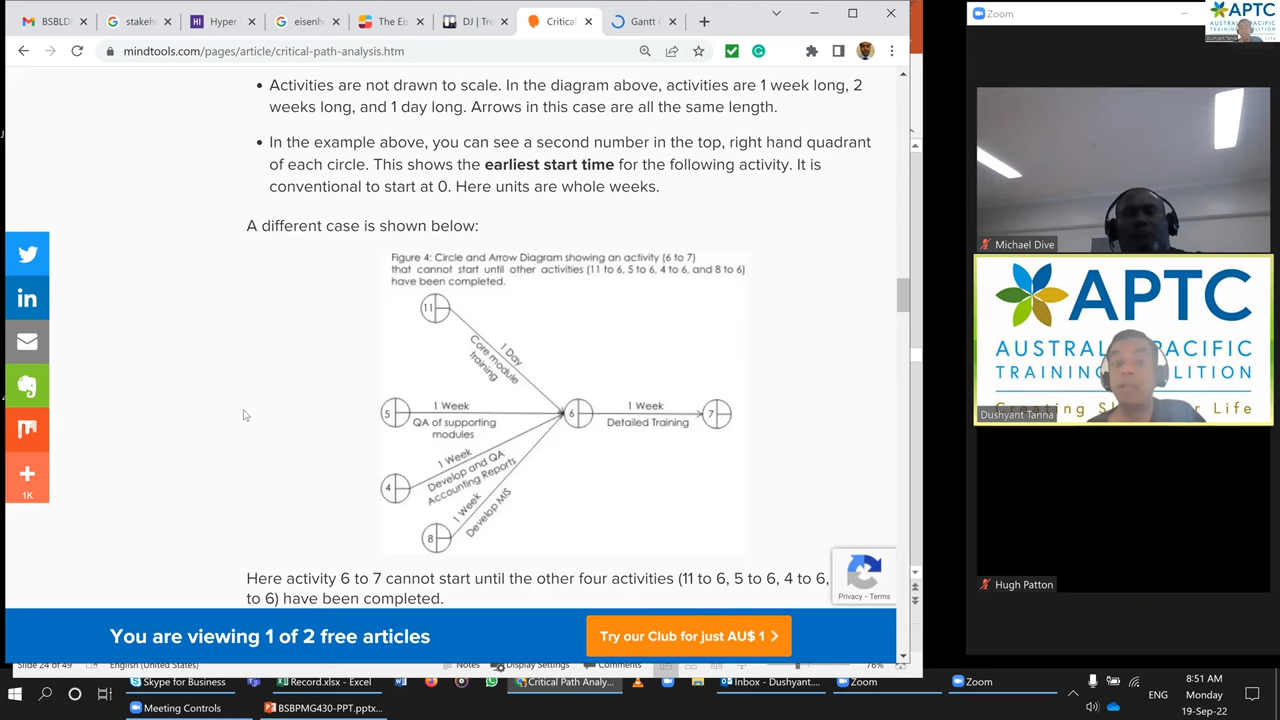 BSBLD
stakeh
HI
Esper
G
The Ei
DJ | Tre
Critical
Gantt C
mindtools.com/pages/article/critical-path-analysis.htm
• Activities are not drawn to scale. In the diagram above, activities are 1 week long, 2
weeks long, and 1 day long. Arrows in this case are all the same length.
• In the example above, you can see a second number in the top, right hand quadrant
of each circle. This shows the earliest start time for the following activity. It is
conventional to start at 0. Here units are whole weeks.
A different case is shown below:
Figure 4: Circle and Arrow Diagram showing an activity (6 to 7)
that cannot start until other activities (11 to 6, 5 to 6, 4 to 6, and 8 to 6)
have been completed.
11
1 Day
Core module
training
5
1 Week
QA of supporting
modules
6
1 Week
Detailed Training
7
4
1 Week
Develop and QA
Accounting Reports
8
1 Week
Develop MIS
1K
Here activity 6 to 7 cannot start until the other four activities (11 to 6, 5 to 6, 4 to 6,
to 6) have been completed.
Privacy - Terms
You are viewing 1 of 2 free articles
Try our Club for just AU$ 1
Slide 24 of 49
English (United States)
Notes
Display Settings
Comments
76%
Skype for Business
Record.xlsx - Excel
Critical Path Analy...
Inbox - Dushyant...
Zoom
Zoom
Meeting Controls
BSBPMG430-PPT.pptx...
ENG
8:51 AM
Monday
19-Sep-22
Zoom
APTC
AUSTRALIA PACIFIC
TRAINING COALITION
Dushyant Tanna
Michael Dive
APTC
AUSTRAL
PACIFIC
TRAINING
COALITION
Creating Sk
r Life
Dushyant Tanna
Hugh Patton